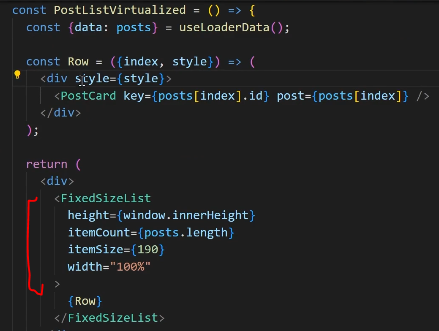 const PostListVirtualized = () => {
const {data: posts} = useLoaderData();
const Row = ({index, style}) => (
<div style={style}>
<PostCard key={posts[index].id} post={posts[index]} />
</div>
);
return (
<div>
<FixedSizeList
height={window.innerHeight}
itemCount={posts.length}
itemSize={190}
width="100%"
>
{Row}
</FixedSizeList>